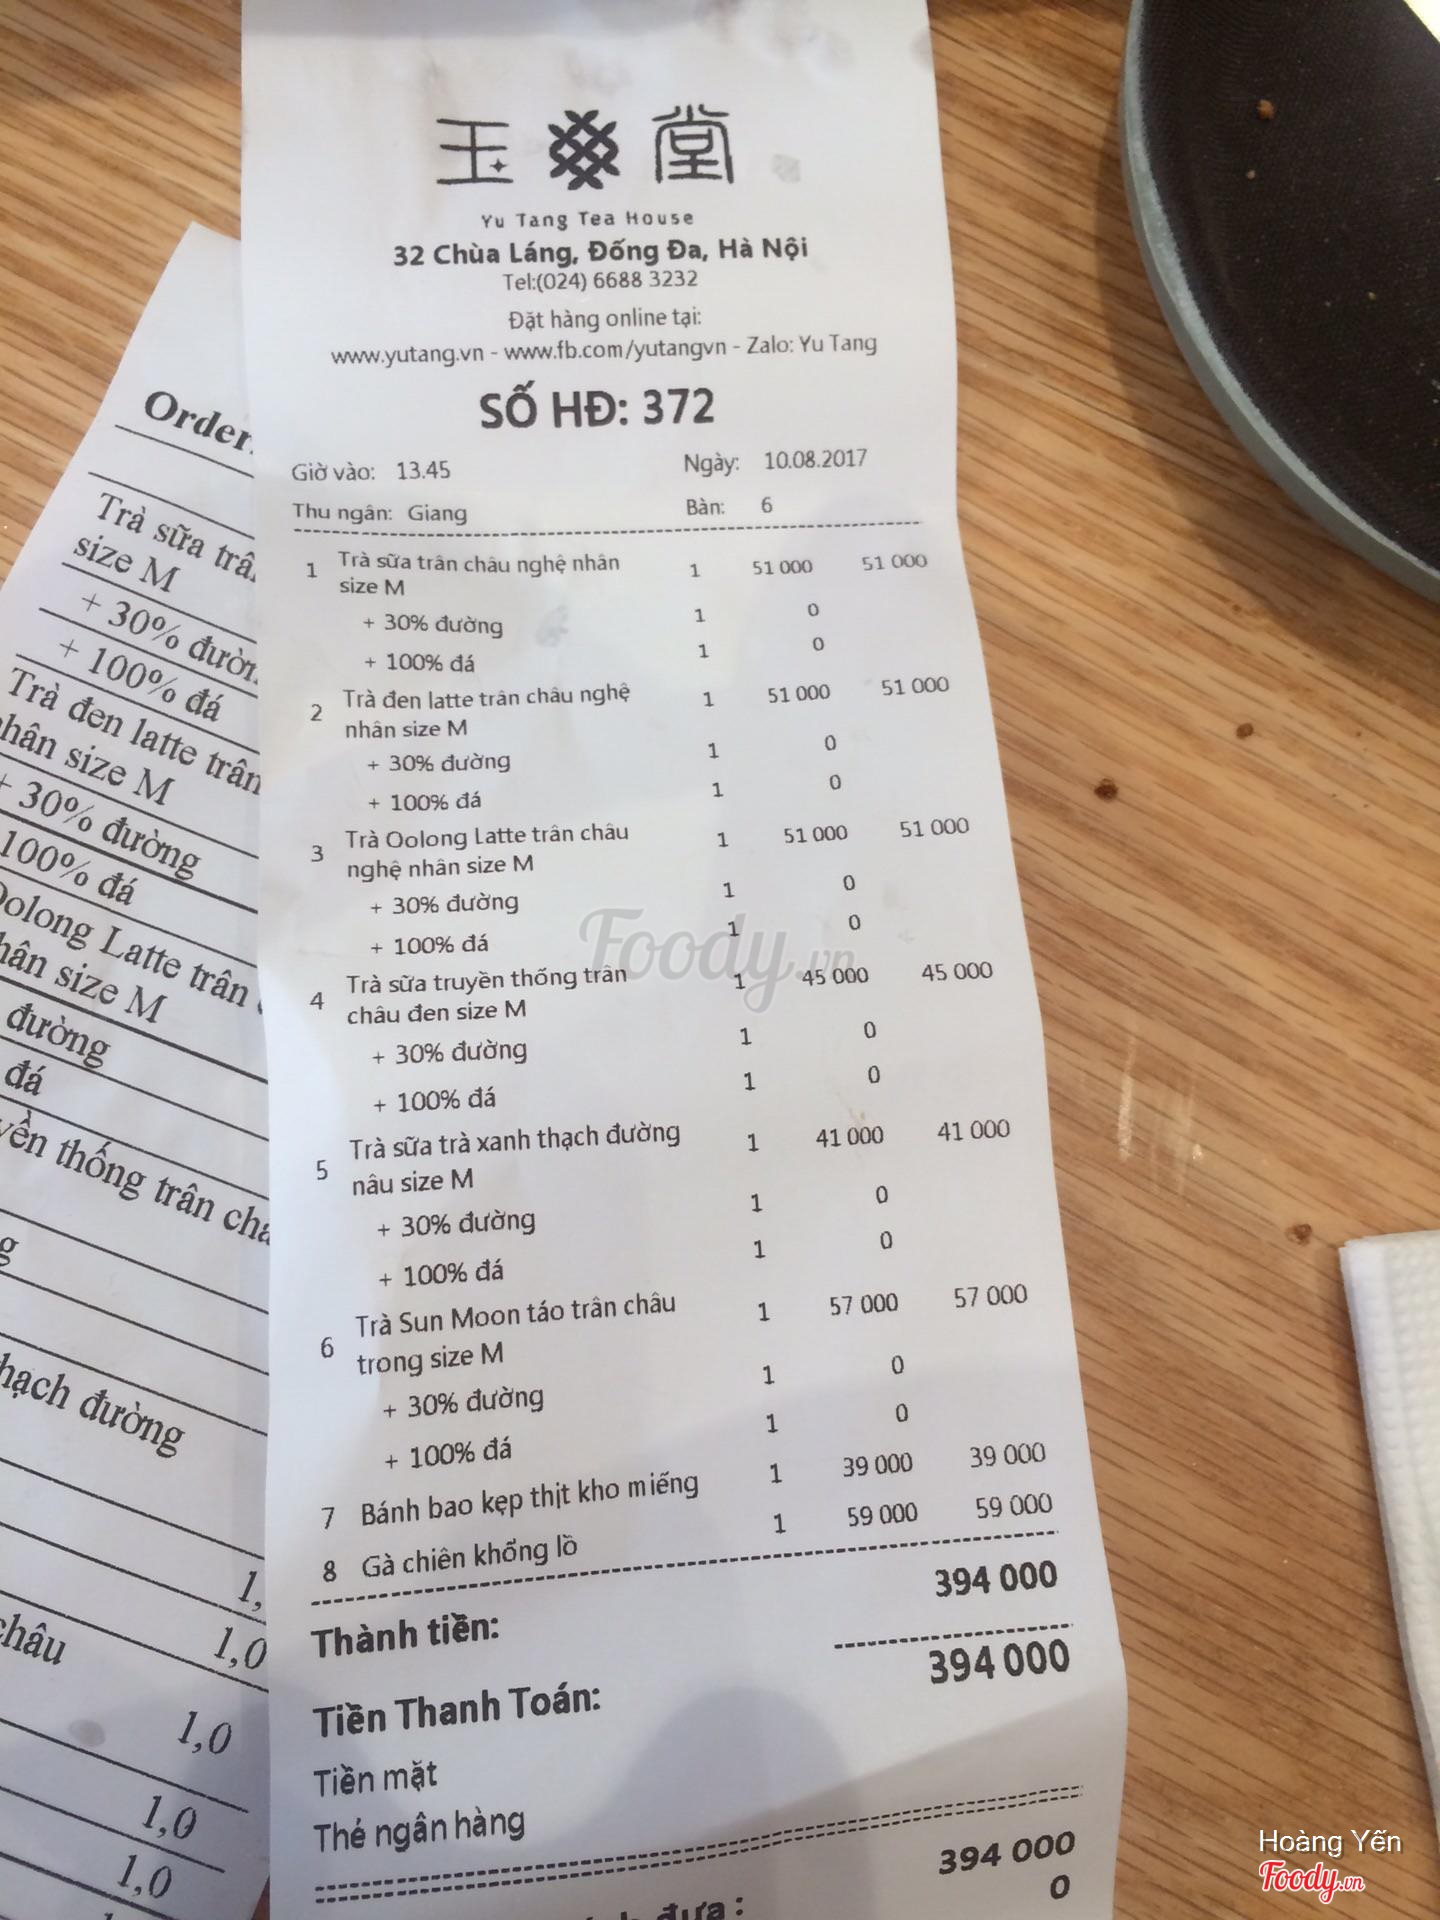 玉 堂
Yu Tang Tea House
32 Chùa Láng, Đống Đa, Hà Nội
Tel:(024) 6688 3232
Đặt hàng online tại:
www.yutang.vn - www.fb.com/yutangvn - Zalo: Yu Tang
SỐ HĐ: 372
Giờ vào: 13.45 Ngày: 10.08.2017
Thu ngân: Giang Bàn: 6
1 Trà sữa trân châu nghệ nhân 1 51 000 51 000
size M
+ 30% đường 1 0
+ 100% đá 1 0
2 Trà đen latte trân châu nghệ 1 51 000 51 000
nhân size M
+ 30% đường 1 0
+ 100% đá 1 0
3 Trà Oolong Latte trân châu 1 51 000 51 000
nghệ nhân size M
+ 30% đường 1 0
+ 100% đá 1 0
4 Trà sữa truyền thống trân 1 45 000 45 000
châu đen size M
+ 30% đường 1 0
+ 100% đá 1 0
5 Trà sữa trà xanh thạch đường 1 41 000 41 000
nâu size M
+ 30% đường 1 0
+ 100% đá 1 0
6 Trà Sun Moon táo trân châu 1 57 000 57 000
trong size M
+ 30% đường 1 0
+ 100% đá 1 0
7 Bánh bao kẹp thịt kho miếng 1 39 000 39 000
8 Gà chiên khổng lồ 1 59 000 59 000
Thành tiền: 394 000
Tiền Thanh Toán: 394 000
Tiền mặt
Thẻ ngân hàng
394 000
đưa : 0
Order
Trà sữa
size M
+ 30%
+ 100% đá
Trà đen latte trân
size M
+ 30% đường
100% đá
Latte trân
size M
đường
đá
thống trân
đường
1,
1,0
châu
1,0
1,0
1,0
Foody.vn
Hoàng Yến
Foody.vn